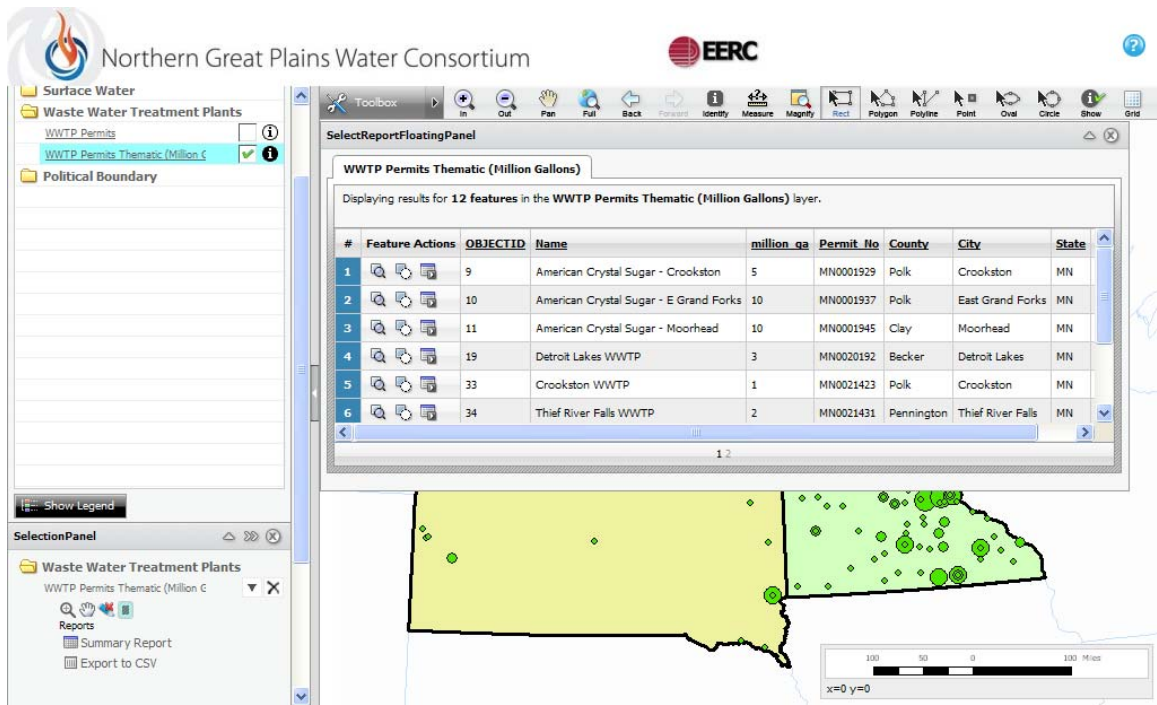 Northern Great Plains Water Consortium
EERC
?
Surface Water
Waste Water Treatment Plants
WWTP Permits
WWTP Permits Thematic (Million G
Political Boundary
Show Legend
SelectionPanel
Waste Water Treatment Plants
WWTP Permits Thematic (Million G
Reports
Summary Report
Export to CSV
Toolbox In Out Pan Full Back Forward Identify Measure Magnify Rect Polygon Polyline Point Oval Circle Show Grid
SelectReportFloatingPanel
WWTP Permits Thematic (Million Gallons)
Displaying results for 12 features in the WWTP Permits Thematic (Million Gallons) layer.
# Feature Actions OBJECTID Name million_ga Permit_No County City State
1 9 American Crystal Sugar - Crookston 5 MN0001929 Polk Crookston MN
2 10 American Crystal Sugar - E Grand Forks 10 MN0001937 Polk East Grand Forks MN
3 11 American Crystal Sugar - Moorhead 10 MN0001945 Clay Moorhead MN
4 19 Detroit Lakes WWTP 3 MN0020192 Becker Detroit Lakes MN
5 33 Crookston WWTP 1 MN0021423 Polk Crookston MN
6 34 Thief River Falls WWTP 2 MN0021431 Pennington Thief River Falls MN
1 2
100 50 0 100 Miles
x=0 y=0